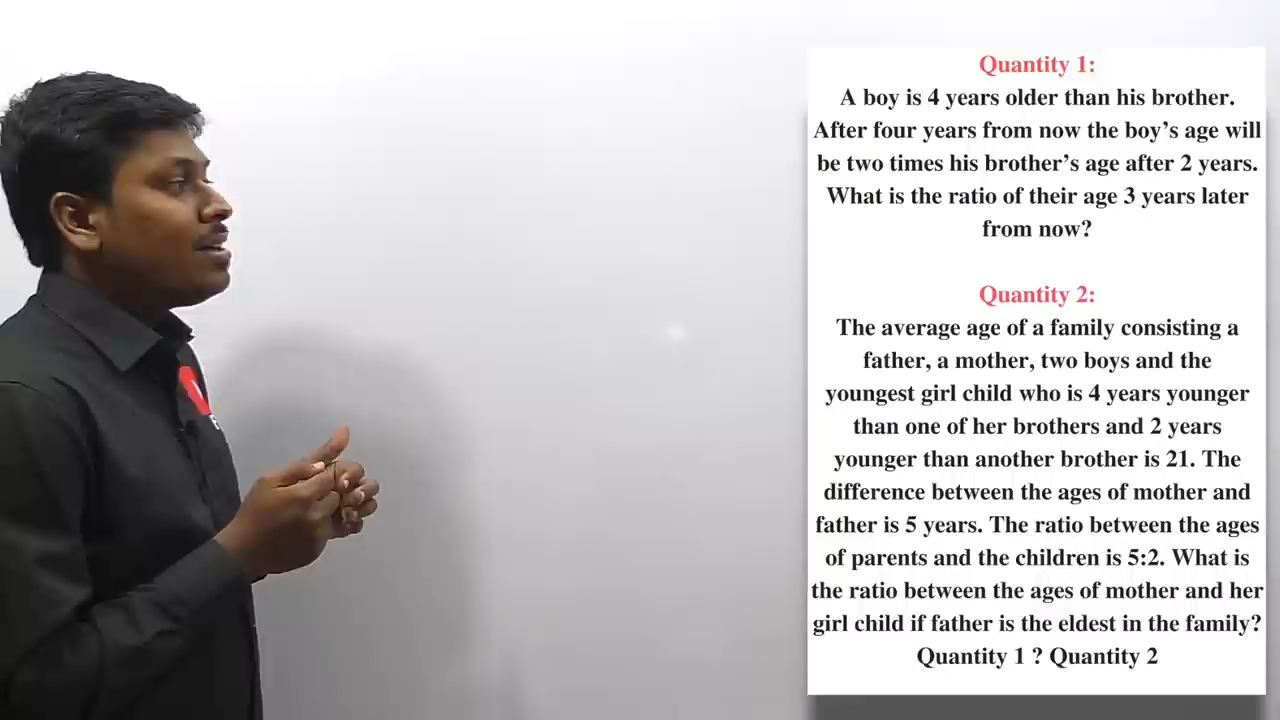 Quantity 1:
A boy is 4 years older than his brother.
After four years from now the boy’s age will
be two times his brother’s age after 2 years.
What is the ratio of their age 3 years later
from now?
Quantity 2:
The average age of a family consisting a
father, a mother, two boys and the
youngest girl child who is 4 years younger
than one of her brothers and 2 years
younger than another brother is 21. The
difference between the ages of mother and
father is 5 years. The ratio between the ages
of parents and the children is 5:2. What is
the ratio between the ages of mother and her
girl child if father is the eldest in the family?
Quantity 1 ? Quantity 2